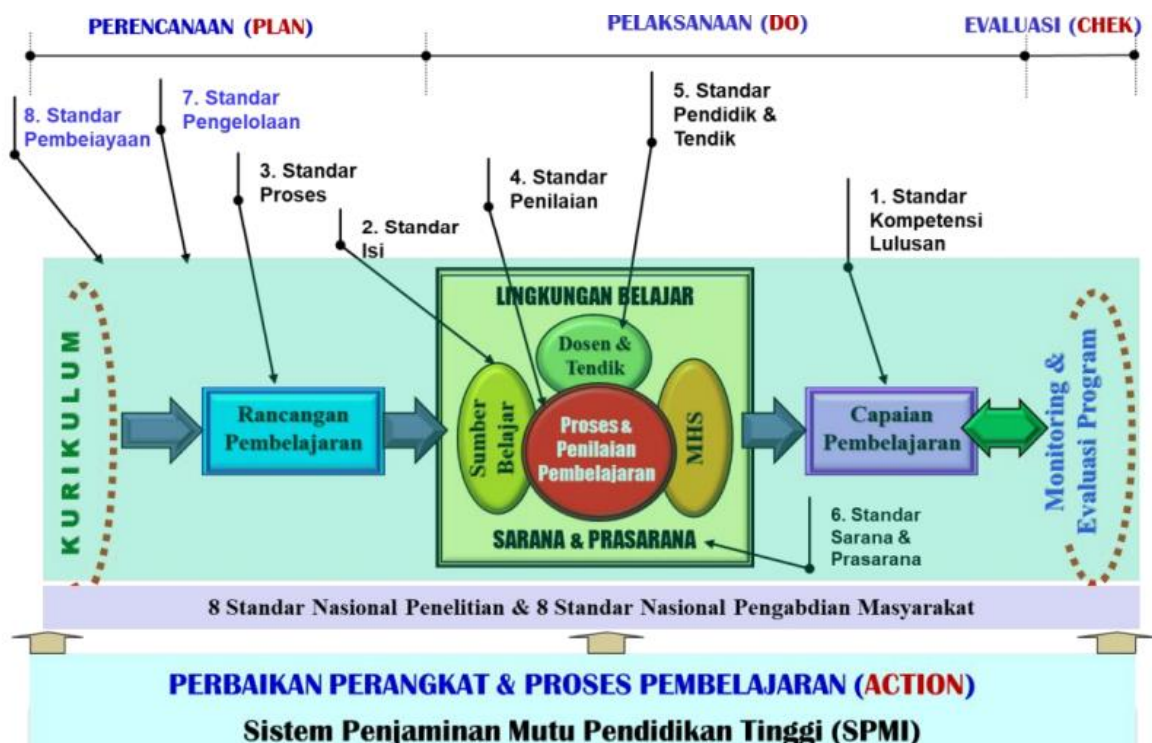 PERENCANAAN (PLAN)
PELAKSANAAN (DO)
EVALUASI (CHEK)
8. Standar
Pembeiayaan
7. Standar
Pengelolaan
3. Standar
Proses
2. Standar
Isi
4. Standar
Penilaian
5. Standar
Pendidik &
Tendik
1. Standar
Kompetensi
Lulusan
KURIKULUM
Rancangan
Pembelajaran
LINGKUNGAN BELAJAR
Dosen &
Tendik
Sumber
Belajar
Proses &
Penilaian
Pembelajaran
MHS
SARANA & PRASARANA
Capaian
Pembelajaran
6. Standar
Sarana &
Prasarana
Monitoring &
Evaluasi Program
8 Standar Nasional Penelitian & 8 Standar Nasional Pengabdian Masyarakat
PERBAIKAN PERANGKAT & PROSES PEMBELAJARAN (ACTION)
Sistem Penjaminan Mutu Pendidikan Tinggi (SPMI)